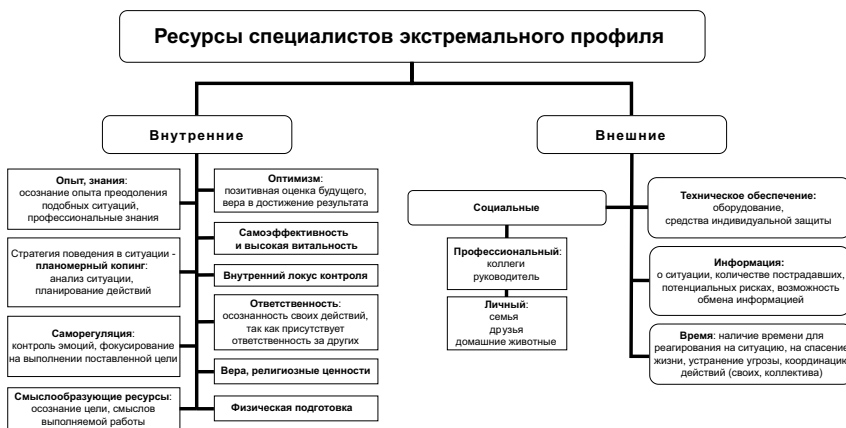 Ресурсы специалистов экстремального профиля
Внутренние
Внешние
Опыт, знания:
осознание опыта преодоления
подобных ситуаций,
профессиональные знания
Стратегия поведения в ситуации -
планомерный копинг:
анализ ситуации,
планирование действий
Саморегуляция:
контроль эмоций, фокусирование
на выполнении поставленной цели
Смыслообразующие ресурсы:
осознание цели, смыслов
выполняемой работы
Оптимизм:
позитивная оценка будущего,
вера в достижение результата
Самоэффективность
и высокая витальность
Внутренний локус контроля
Ответственность:
осознанность своих действий,
так как присутствует
ответственность за других
Вера, религиозные ценности
Физическая подготовка
Социальные
Профессиональный:
коллеги
руководитель
Личный:
семья
друзья
домашние животные
Техническое обеспечение:
оборудование,
средства индивидуальной защиты
Информация:
о ситуации, количестве пострадавших,
потенциальных рисках, возможность
обмена информацией
Время: наличие времени для
реагирования на ситуацию, на спасение
жизни, устранение угрозы, координацию
действий (своих, коллектива)